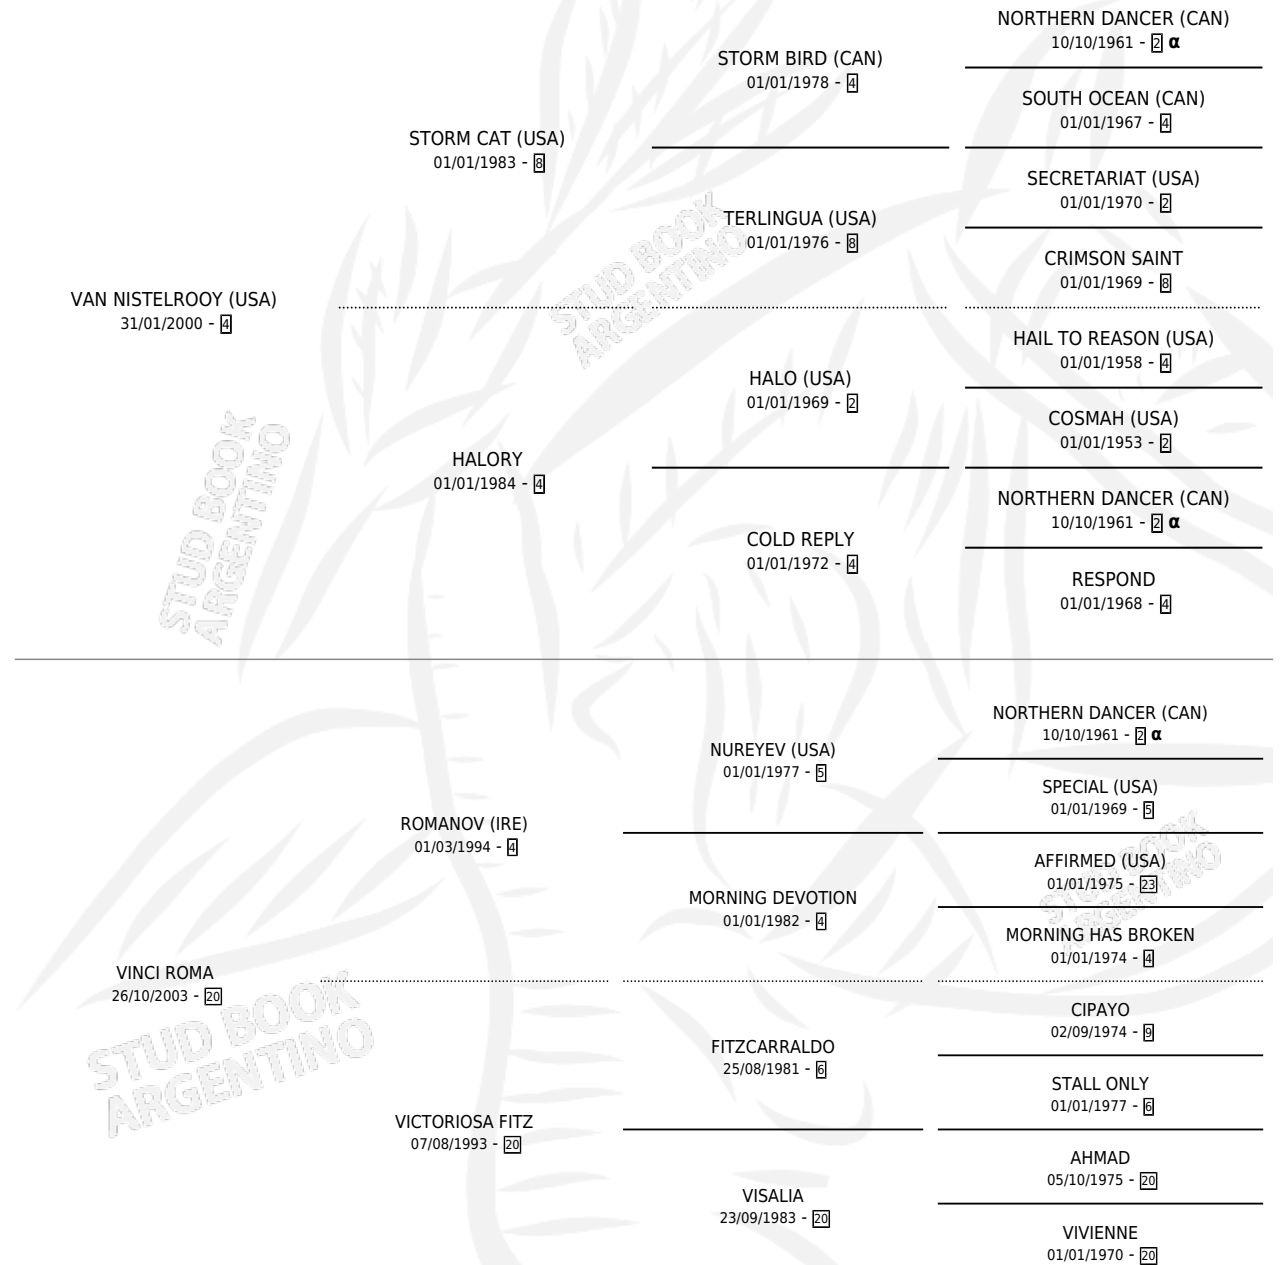 NORTHERN DANCER (CAN)
10/10/1961 - 2 α
STORM BIRD (CAN)
01/01/1978 - 4
SOUTH OCEAN (CAN)
01/01/1967 - 4
STORM CAT (USA)
01/01/1983 - 8
SECRETARIAT (USA)
01/01/1970 - 2
TERLINGUA (USA)
01/01/1976 - 8
CRIMSON SAINT
01/01/1969 - 8
VAN NISTELROOY (USA)
31/01/2000 - 4
HAIL TO REASON (USA)
01/01/1958 - 4
HALO (USA)
01/01/1969 - 2
COSMAH (USA)
01/01/1953 - 2
HALORY
01/01/1984 - 4
NORTHERN DANCER (CAN)
10/10/1961 - 2 α
COLD REPLY
01/01/1972 - 4
RESPOND
01/01/1968 - 4
NORTHERN DANCER (CAN)
10/10/1961 - 2 α
NUREYEV (USA)
01/01/1977 - 5
SPECIAL (USA)
01/01/1969 - 5
ROMANOV (IRE)
01/03/1994 - 4
AFFIRMED (USA)
01/01/1975 - 23
MORNING DEVOTION
01/01/1982 - 4
MORNING HAS BROKEN
01/01/1974 - 4
VINCI ROMA
26/10/2003 - 20
CIPAYO
02/09/1974 - 9
FITZCARRALDO
25/08/1981 - 6
STALL ONLY
01/01/1977 - 6
VICTORIOSA FITZ
07/08/1993 - 20
AHMAD
05/10/1975 - 20
VISALIA
23/09/1983 - 20
VIVIENNE
01/01/1970 - 20
STUD BOOK
ARGENTINO
STUD BOOK
ARGENTINO
STUD BOOK
ARGENTINO
STUD BOOK
ARGENTINO